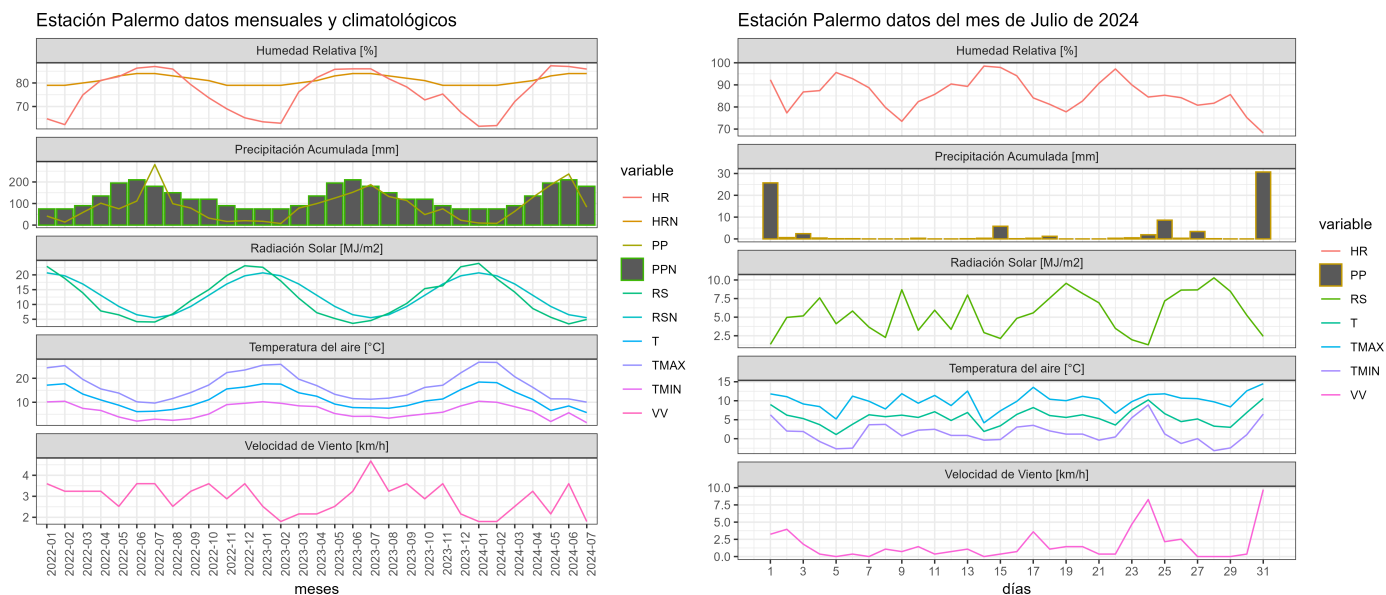 Estación Palermo datos mensuales y climatológicos
Humedad Relativa [%]
80
70
Precipitación Acumulada [mm]
200
100
0
Radiación Solar [MJ/m2]
20
15
10
5
Temperatura del aire [°C]
20
10
Velocidad de Viento [km/h]
4
3
2
2022-01
2022-02
2022-03
2022-04
2022-05
2022-06
2022-07
2022-08
2022-09
2022-10
2022-11
2022-12
2023-01
2023-02
2023-03
2023-04
2023-05
2023-06
2023-07
2023-08
2023-09
2023-10
2023-11
2023-12
2024-01
2024-02
2024-03
2024-04
2024-05
2024-06
2024-07
meses
variable
HR
HRN
PP
PPN
RS
RSN
T
TMAX
TMIN
VV
Estación Palermo datos del mes de Julio de 2024
Humedad Relativa [%]
100
90
80
70
Precipitación Acumulada [mm]
30
20
10
0
Radiación Solar [MJ/m2]
10.0
7.5
5.0
2.5
Temperatura del aire [°C]
15
10
5
0
Velocidad de Viento [km/h]
10.0
7.5
5.0
2.5
0.0
1 3 5 7 9 11 13 15 17 19 21 23 25 27 29 31
días
variable
HR
PP
RS
T
TMAX
TMIN
VV